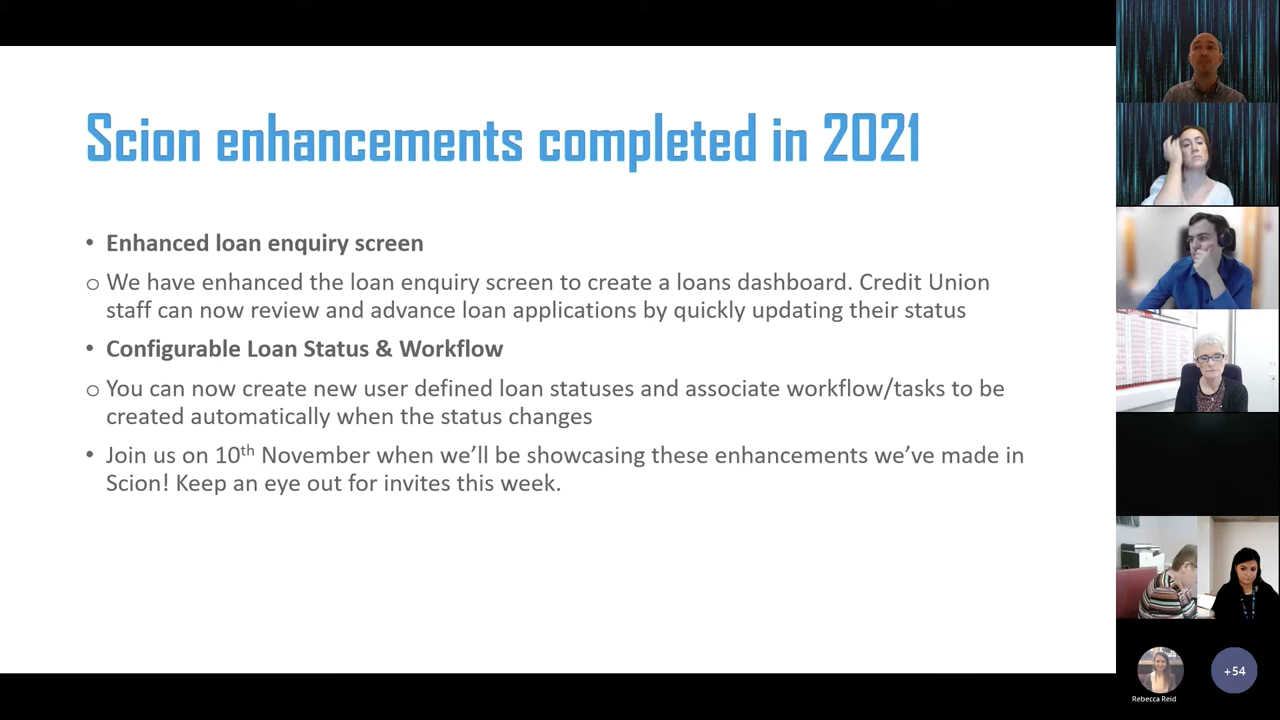 Scion enhancements completed in 2021
• Enhanced loan enquiry screen
o We have enhanced the loan enquiry screen to create a loans dashboard. Credit Union
staff can now review and advance loan applications by quickly updating their status
• Configurable Loan Status & Workflow
o You can now create new user defined loan statuses and associate workflow/tasks to be
created automatically when the status changes
• Join us on 10th November when we’ll be showcasing these enhancements we’ve made in
Scion! Keep an eye out for invites this week.
+54
Rebecca Reid